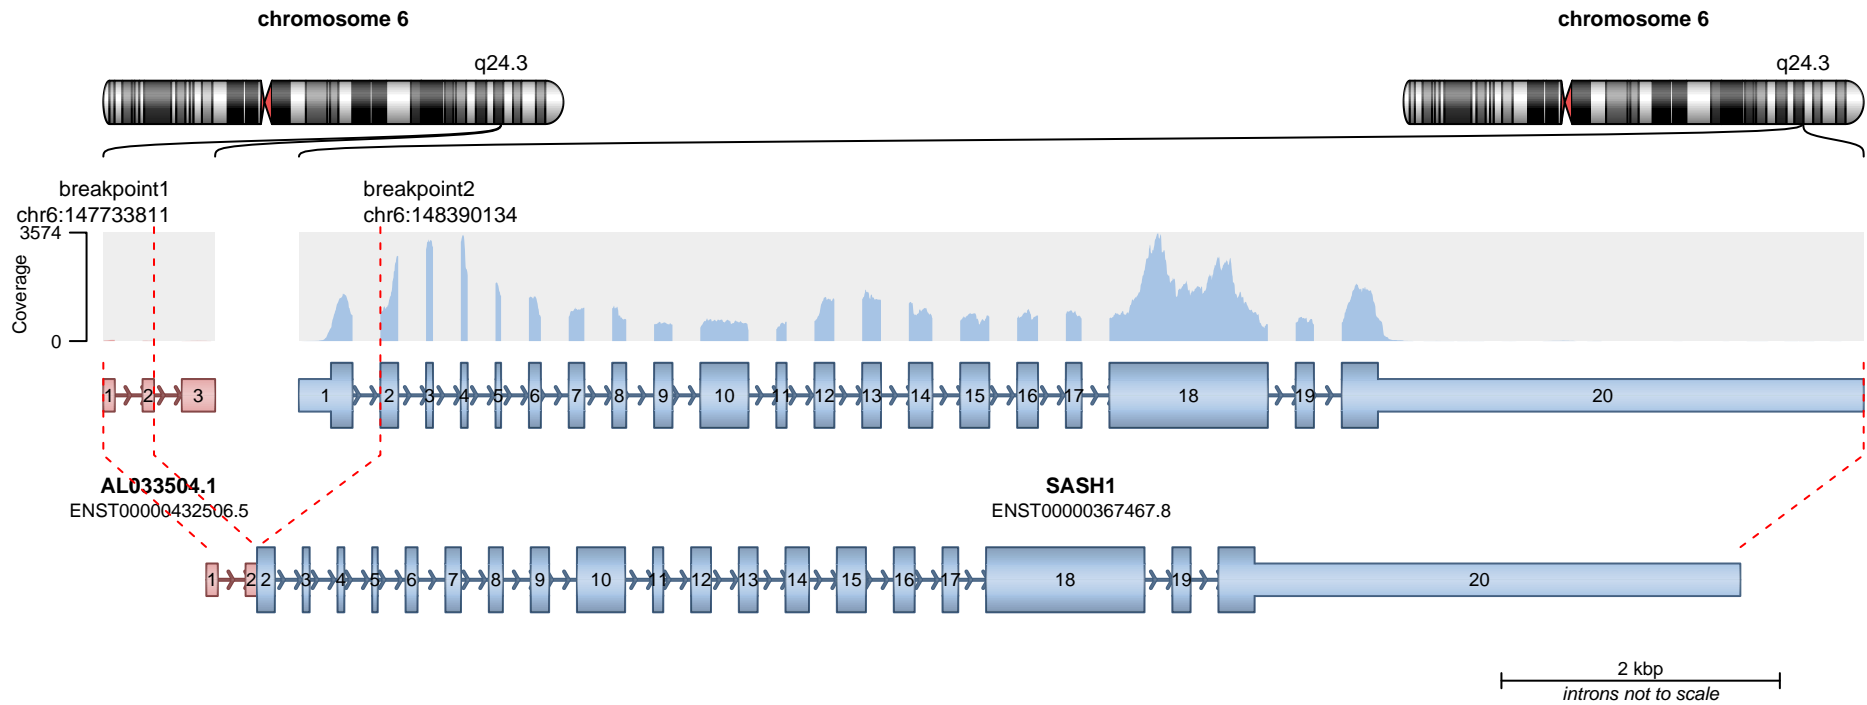 chromosome 6
chromosome 6
q24.3
q24.3
breakpoint1
chr6:147733811
breakpoint2
chr6:148390134
3574
Coverage
0
1 2 3
1 2 3 4 5 6 7 8 9 10 11 12 13 14 15 16 17 18 19 20
AL033504.1
ENST00000432506.5
SASH1
ENST00000367467.8
1 2 2 3 4 5 6 7 8 9 10 11 12 13 14 15 16 17 18 19 20
2 kbp
introns not to scale